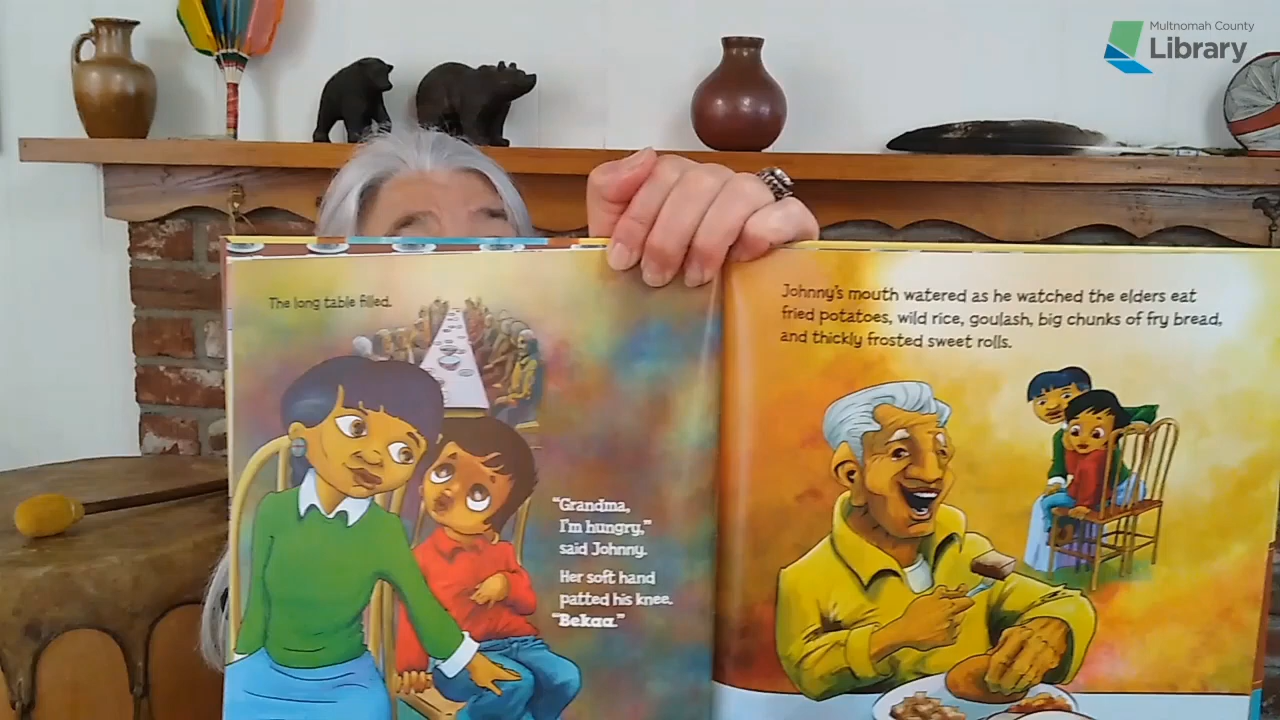 Multnomah County
Library
The long table filled.
"Grandma,
I'm hungry,"
said Johnny.
Her soft hand
patted his knee.
"Bekaa."
Johnny's mouth watered as he watched the elders eat
fried potatoes, wild rice, goulash, big chunks of fry bread,
and thickly frosted sweet rolls.